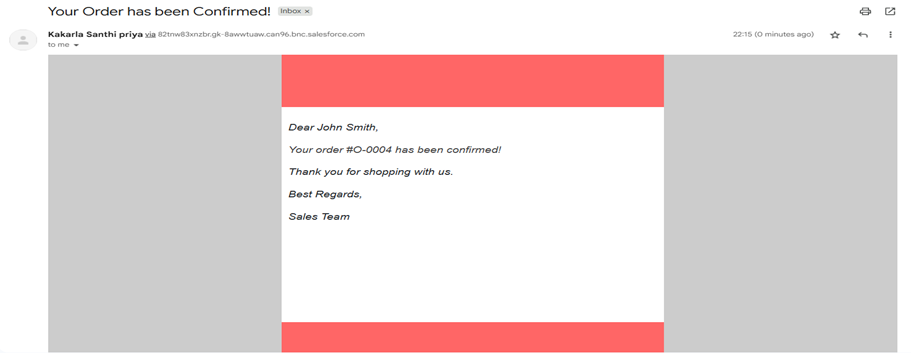 Your Order has been Confirmed! Inbox ×
Kakarla Santhi priya via 82tnw83xnzbr.gk-8awwtuaw.can96.bnc.salesforce.com 22:15 (0 minutes ago)
to me
Dear John Smith,
Your order #O-0004 has been confirmed!
Thank you for shopping with us.
Best Regards,
Sales Team